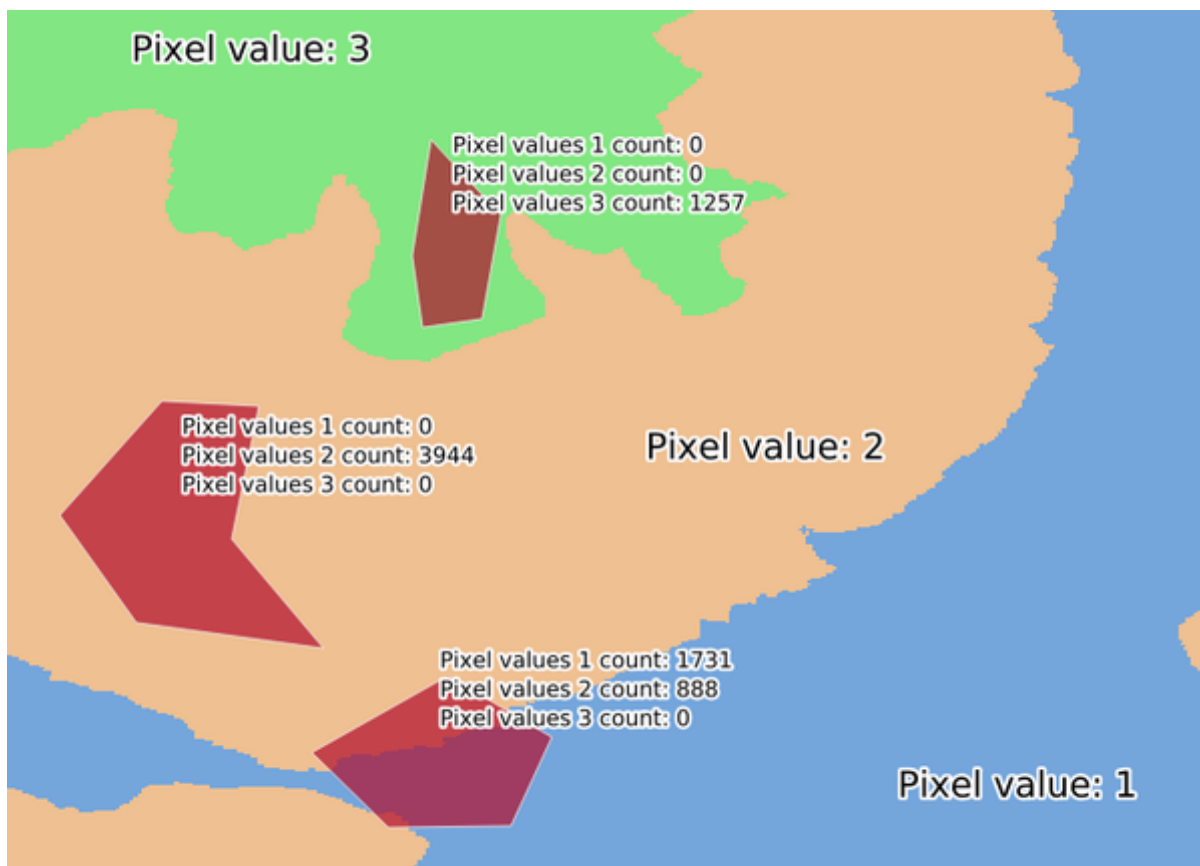 Pixel value: 3
Pixel values 1 count: 0
Pixel values 2 count: 0
Pixel values 3 count: 1257
Pixel values 1 count: 0
Pixel values 2 count: 3944
Pixel values 3 count: 0
Pixel value: 2
Pixel values 1 count: 1731
Pixel values 2 count: 888
Pixel values 3 count: 0
Pixel value: 1